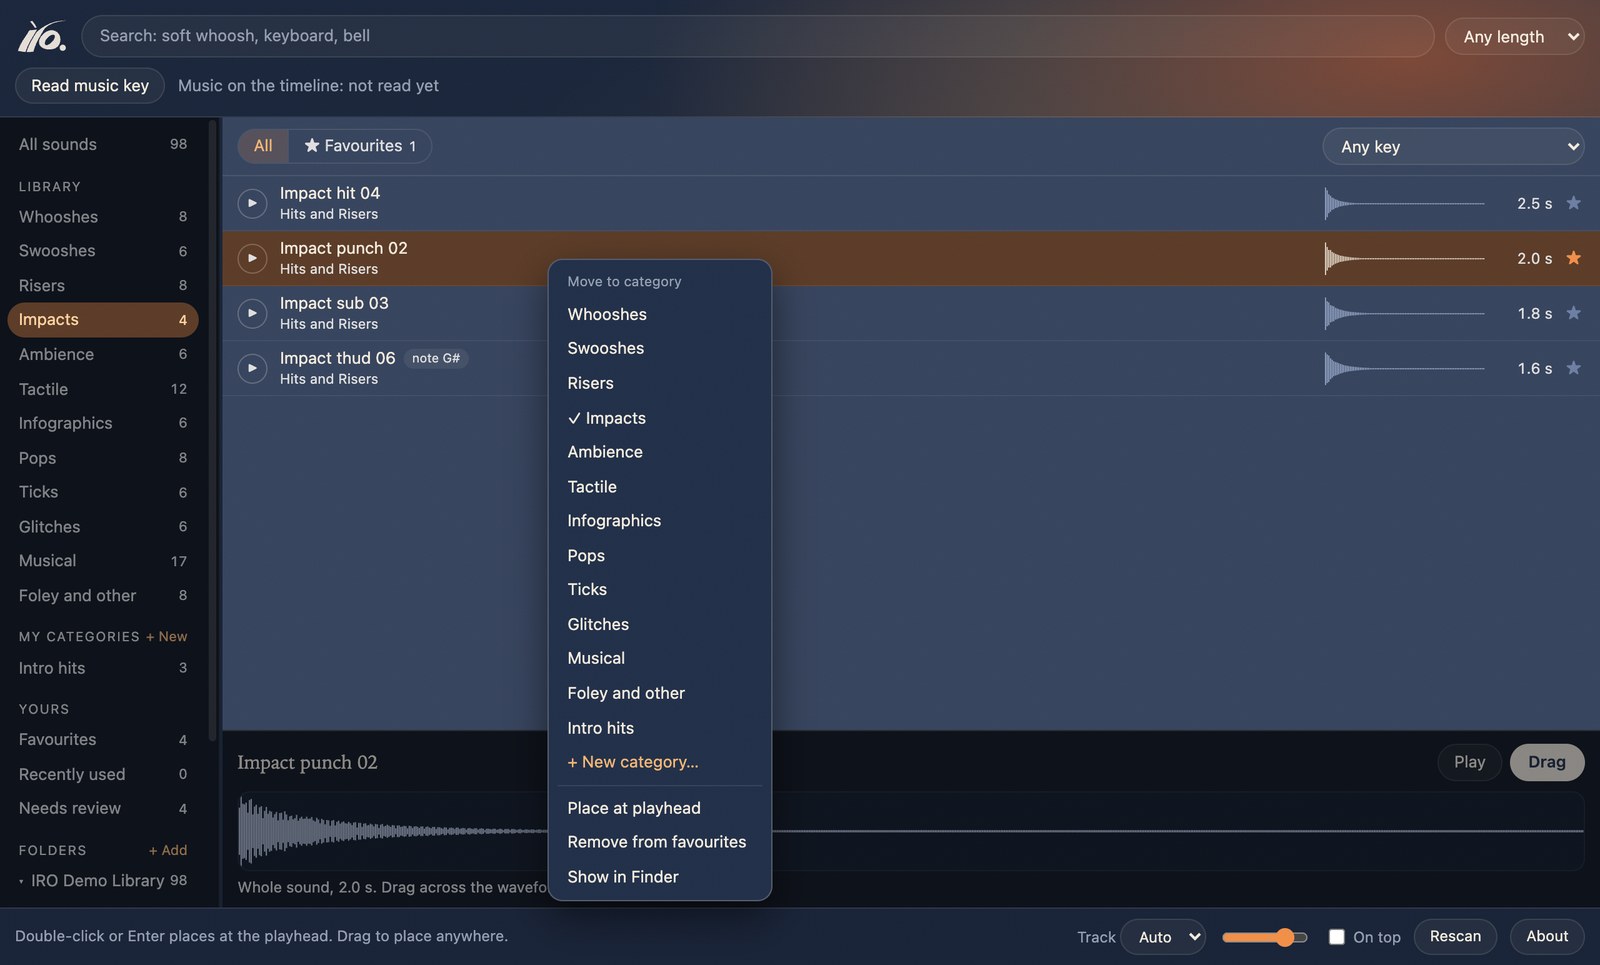 iro.
Search: soft whoosh, keyboard, bell
Any length
Read music key
Music on the timeline: not read yet
All sounds 98
LIBRARY
Whooshes 8
Swooshes 6
Risers 8
Impacts 4
Ambience 6
Tactile 12
Infographics 6
Pops 8
Ticks 6
Glitches 6
Musical 17
Foley and other 8
MY CATEGORIES + New
Intro hits 3
YOURS
Favourites 4
Recently used 0
Needs review 4
FOLDERS + Add
IRO Demo Library 98
All
★ Favourites 1
Any key
Impact hit 04
Hits and Risers
2.5 s
Impact punch 02
Hits and Risers
2.0 s
Impact sub 03
Hits and Risers
1.8 s
Impact thud 06 note G#
Hits and Risers
1.6 s
Move to category
Whooshes
Swooshes
Risers
✓ Impacts
Ambience
Tactile
Infographics
Pops
Ticks
Glitches
Musical
Foley and other
Intro hits
+ New category...
Place at playhead
Remove from favourites
Show in Finder
Impact punch 02
Play
Drag
Whole sound, 2.0 s. Drag across the wavefo
Double-click or Enter places at the playhead. Drag to place anywhere.
Track
Auto
On top
Rescan
About